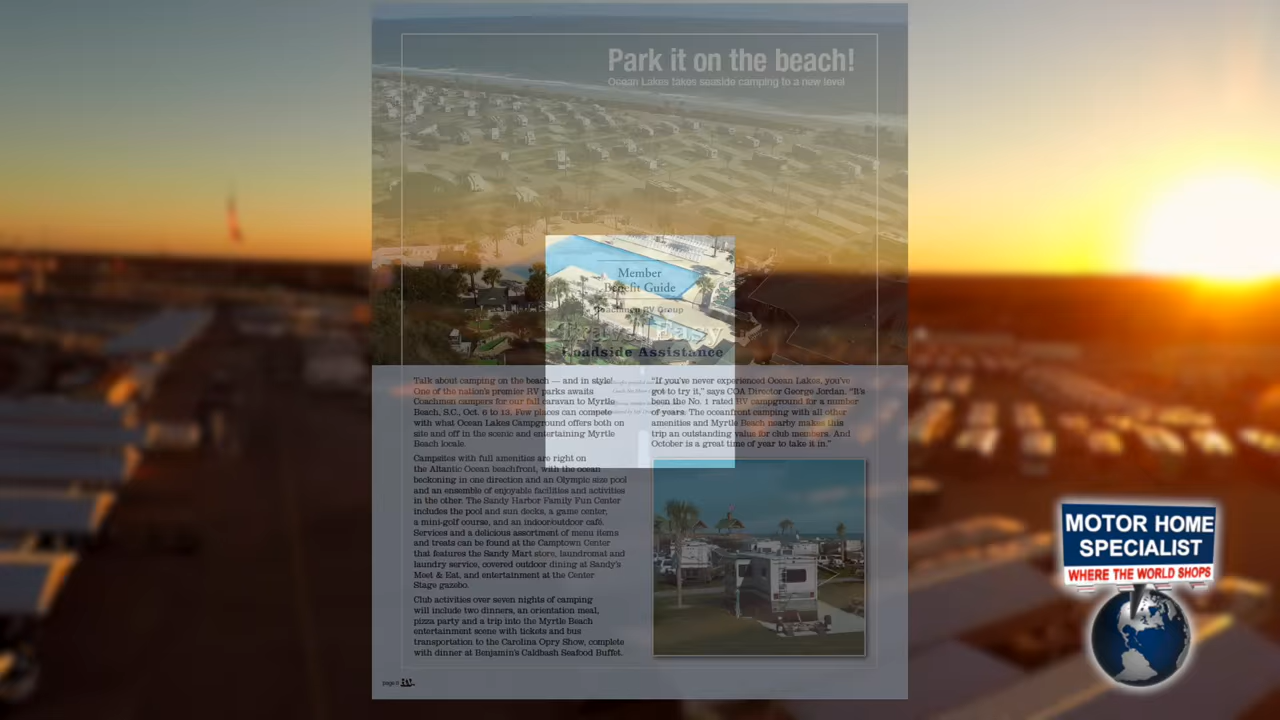 Park it on the beach!
Ocean Lakes takes seaside camping to a new level
Member
Benefit Guide
Coachmen RV Group
Travel Easy
Roadside Assistance
Talk about camping on the beach — and in style!
One of the nation's premier RV parks awaits
Coachmen campers for our fall caravan to Myrtle
Beach, S.C., Oct. 6 to 13. Few places can compete
with what Ocean Lakes Campground offers both on
site and off in the scenic and entertaining Myrtle
Beach locale.
Campsites with full amenities are right on
the Altantic Ocean beachfront, with the ocean
beckoning in one direction and an Olympic size pool
and an ensemble of enjoyable facilities and activities
in the other. The Sandy Harbor Family Fun Center
includes the pool and sun decks, a game center,
a mini-golf course, and an indoor/outdoor café.
Services and a delicious assortment of menu items
and treats can be found at the Camptown Center
that features the Sandy Mart store, laundromat and
laundry service, covered outdoor dining at Sandy's
Meet & Eat, and entertainment at the Center
Stage gazebo.
Club activities over seven nights of camping
will include two dinners, an orientation meal,
pizza party and a trip into the Myrtle Beach
entertainment scene with tickets and bus
transportation to the Carolina Opry Show, complete
with dinner at Benjamin's Caldbash Seafood Buffet.
"If you've never experienced Ocean Lakes, you've
got to try it," says COA Director George Jordan. "It's
been the No. 1 rated RV campground for a number
of years. The oceanfront camping with all other
amenities and Myrtle Beach nearby makes this
trip an outstanding value for club members. And
October is a great time of year to take it in."
page
MOTOR HOME
SPECIALIST
WHERE THE WORLD SHOPS